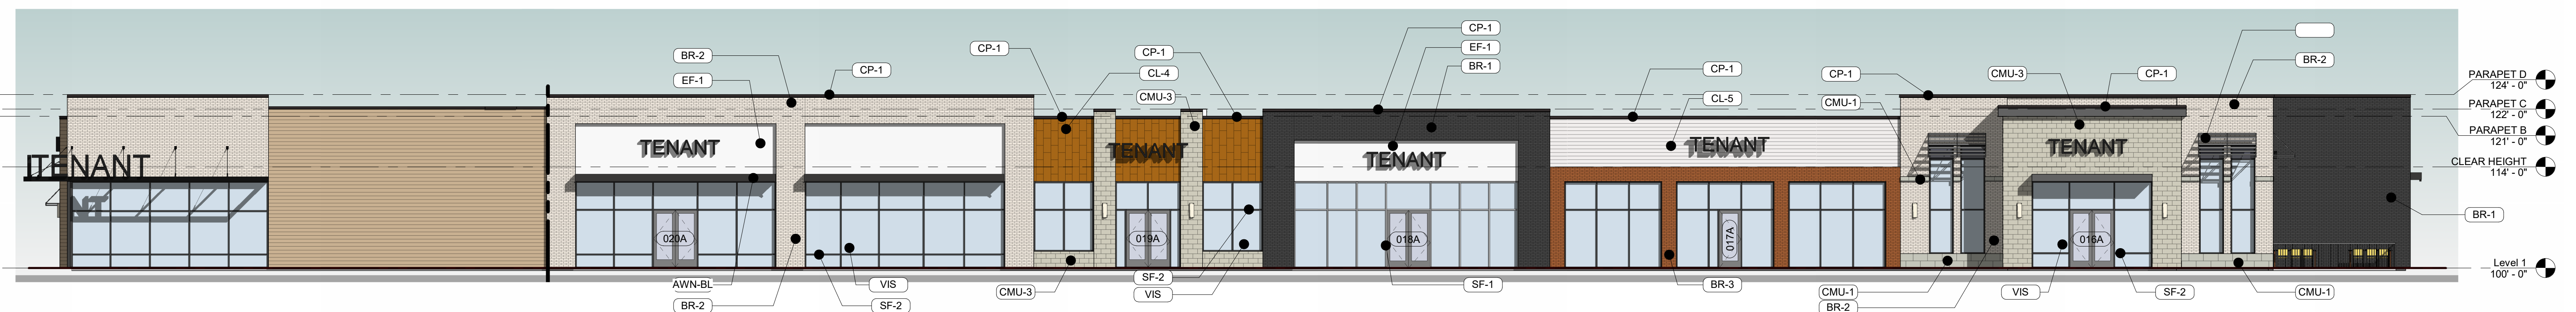 CP-1
EF-1
BR-1
BR-2
EF-1
CP-1
CP-1
CP-1
CL-4
CMU-3
CP-1
CL-5
CP-1
CMU-1
CMU-3
CP-1
BR-2
PARAPET D
124' - 0"
PARAPET C
122' - 0"
PARAPET B
121' - 0"
CLEAR HEIGHT
114' - 0"
TENANT
TENANT
TENANT
TENANT
TENANT
TENANT
NT
020A
019A
018A
017A
016A
BR-1
Level 1
100' - 0"
AWN-BL
BR-2
VIS
SF-2
CMU-3
SF-2
VIS
SF-1
BR-3
CMU-1
BR-2
VIS
SF-2
CMU-1